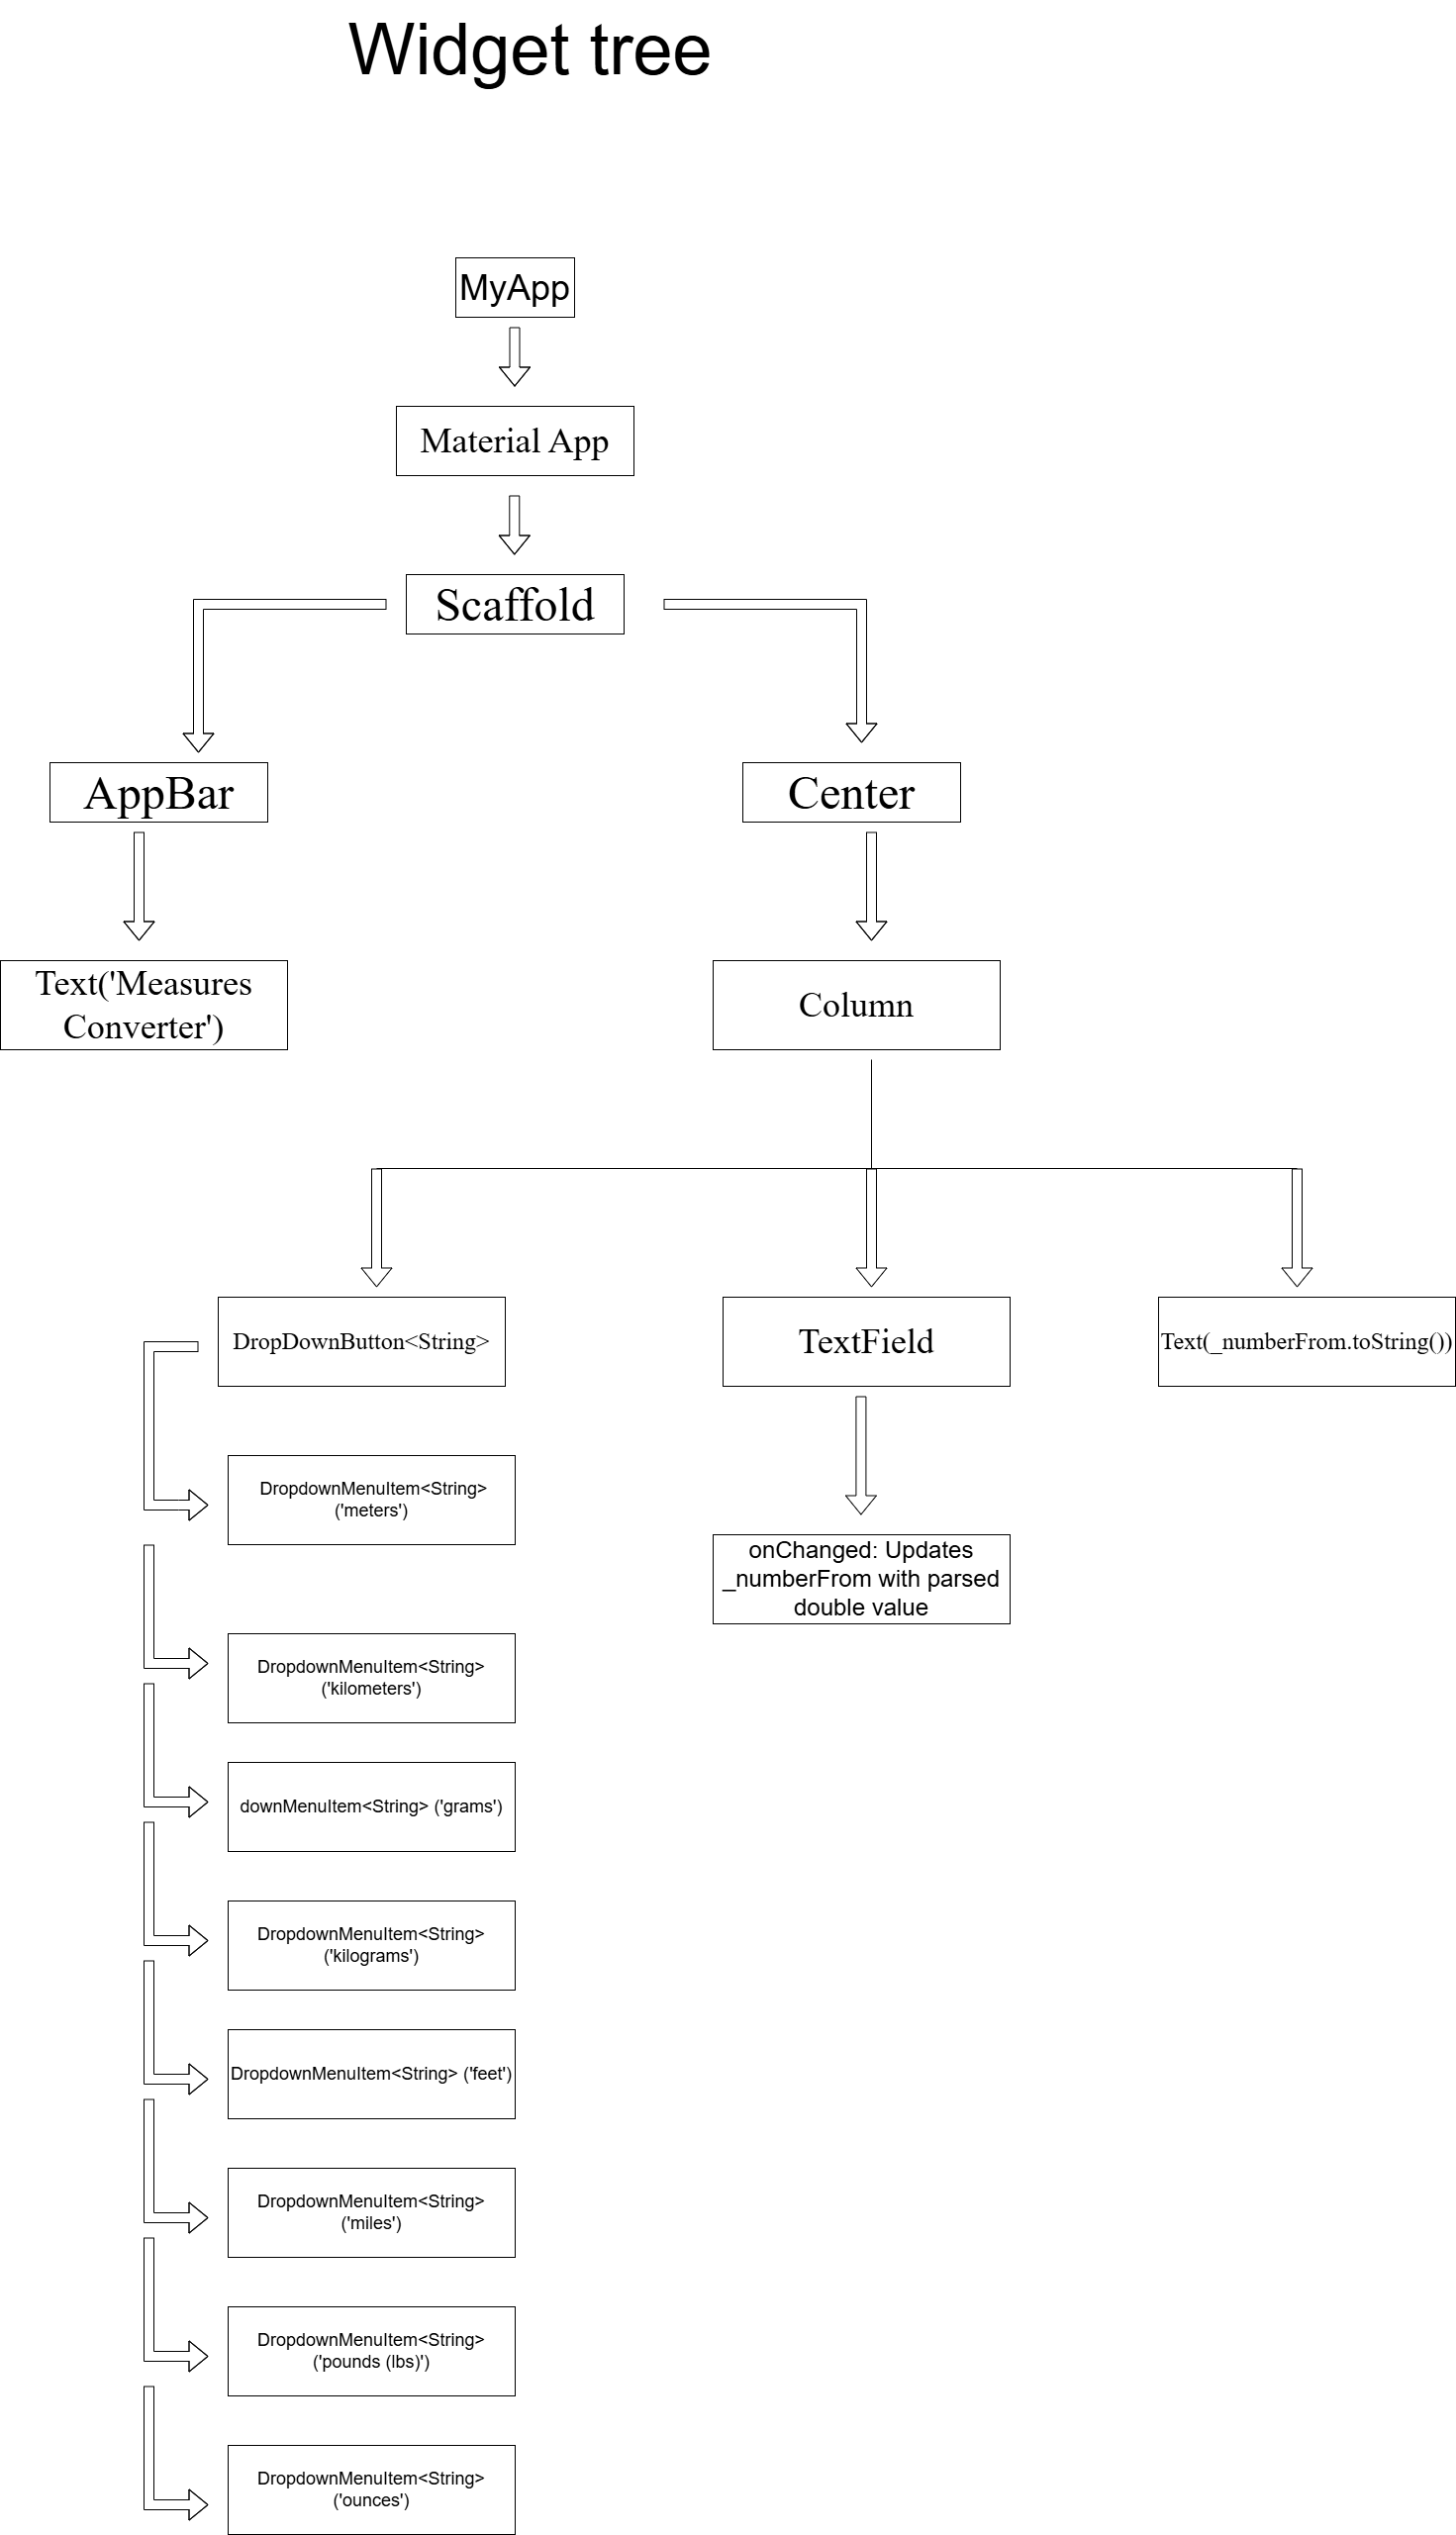 Widget tree
MyApp
Material App
Scaffold
AppBar
Center
Text('Measures
Converter')
Column
DropDownButton<String>
TextField
Text(_numberFrom.toString())
DropdownMenuItem<String>
('meters')
onChanged: Updates
_numberFrom with parsed
double value
DropdownMenuItem<String>
('kilometers')
downMenuItem<String> ('grams')
DropdownMenuItem<String>
('kilograms')
DropdownMenuItem<String> ('feet')
DropdownMenuItem<String>
('miles')
DropdownMenuItem<String>
('pounds (lbs)')
DropdownMenuItem<String>
('ounces')